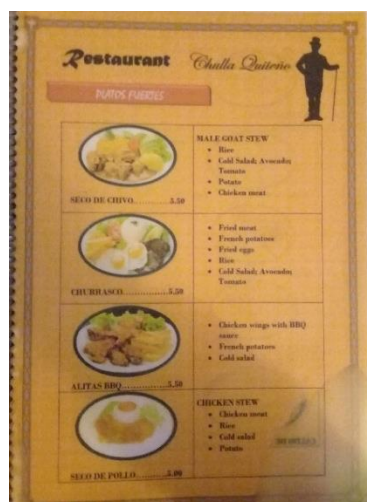 Restaurant Chulla Quiteño
PLATOS FUERTES
SECO DE CHIVO............5.50
MALE GOAT STEW
• Rice
• Cold Salad; Avocado;
Tomato
• Potato
• Chicken meat
CHURRASCO...............5.50
• Fried meat
• French potatoes
• Fried eggs
• Rice
• Cold Salad; Avocado;
Tomato
ALITAS BBQ...............5.50
• Chicken wings with BBQ
sauce
• French potatoes
• Cold salad
SECO DE POLLO....5.00
CHICKEN STEW
• Chicken meat
• Rice
• Cold salad
• Potato